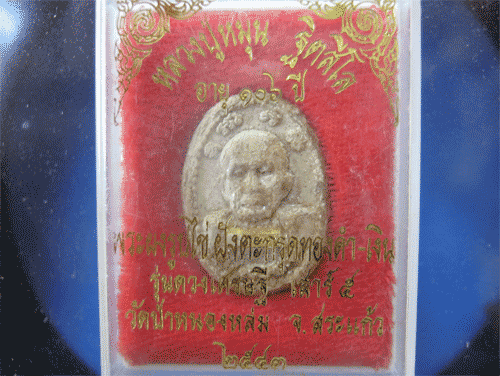 หลวงปู่หมุน ฐิตสีโล
อายุ ๑๐๖ ปี
พระผงรูปไข่ ฝังตะกรุดทองคำ-เงิน
รุ่นดวงเศรษฐี เสาร์ ๕
วัดป่าหนองหล่ม จ.สระแก้ว
๒๕๔๓